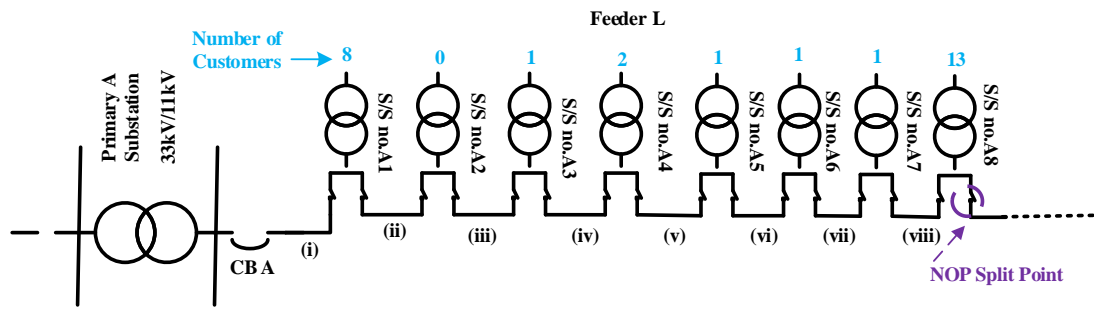 Feeder L
Number of
Customers
8
0
1
2
1
1
1
13
Primary A
Substation
33kV/11kV
S/S no.A1
S/S no.A2
S/S no.A3
S/S no.A4
S/S no.A5
S/S no.A6
S/S no.A7
S/S no.A8
CB A
(i)
(ii)
(iii)
(iv)
(v)
(vi)
(vii)
(viii)
NOP Split Point